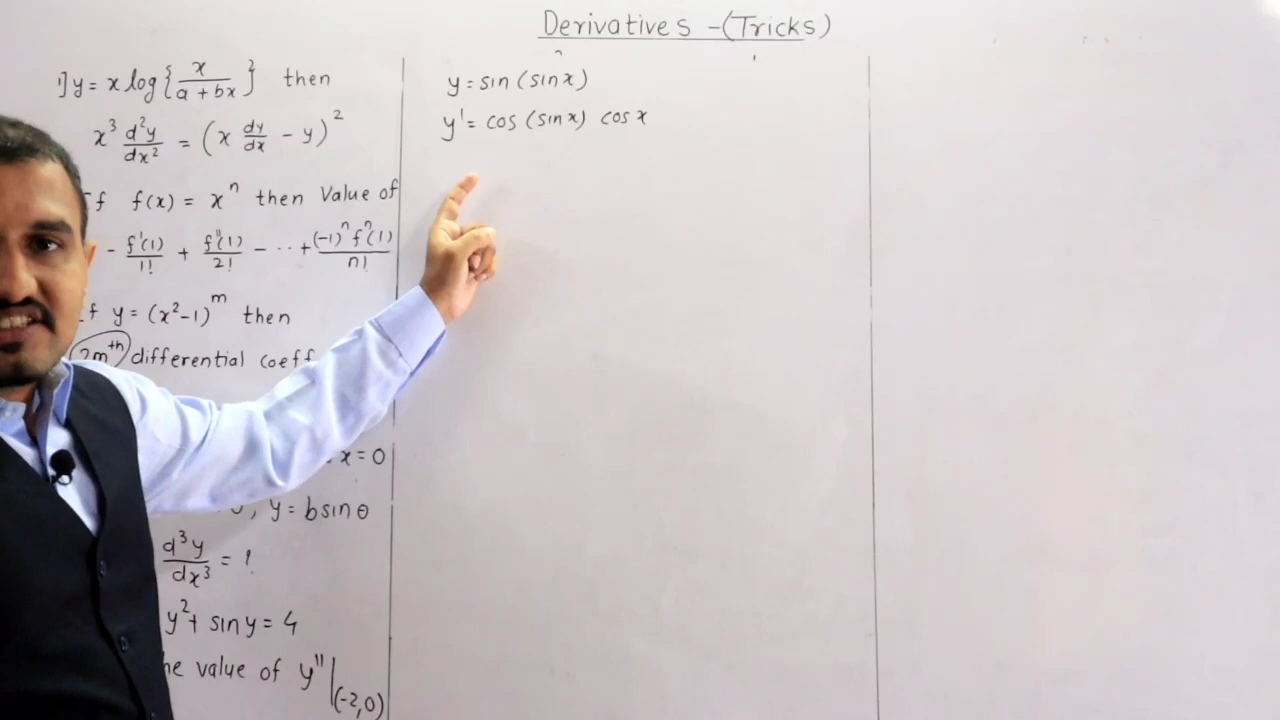 Derivatives -(Tricks)
1] y = x log{x/(a + bx)} then
x³ d²y/dx² = (x dy/dx - y)²
f(x) = xⁿ then Value of
- f'(1)/1! + f''(1)/2! - ·· + (-1)ⁿ fⁿ(1)/n!
y = (x²-1)ᵐ then
2mᵗʰ differential coeff
x = 0
, y = b sin θ
d³y/dx³ = ?
y² + sin y = 4
value of y''|(-2,0)
y = sin (sin x)
y' = cos (sin x) cos x